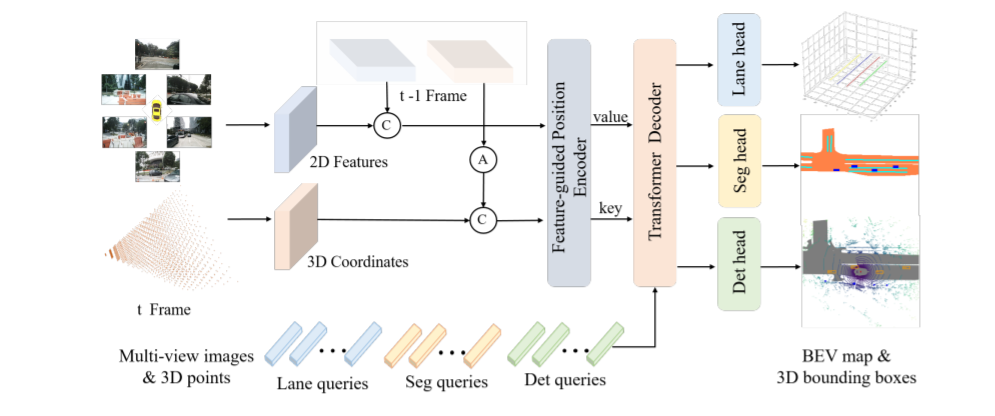 t -1 Frame
C
A
C
2D Features
3D Coordinates
t Frame
Multi-view images
& 3D points
Lane queries
Seg queries
Det queries
Feature-guided Position
Encoder
value
key
Transformer Decoder
Lane head
Seg head
Det head
BEV map &
3D bounding boxes